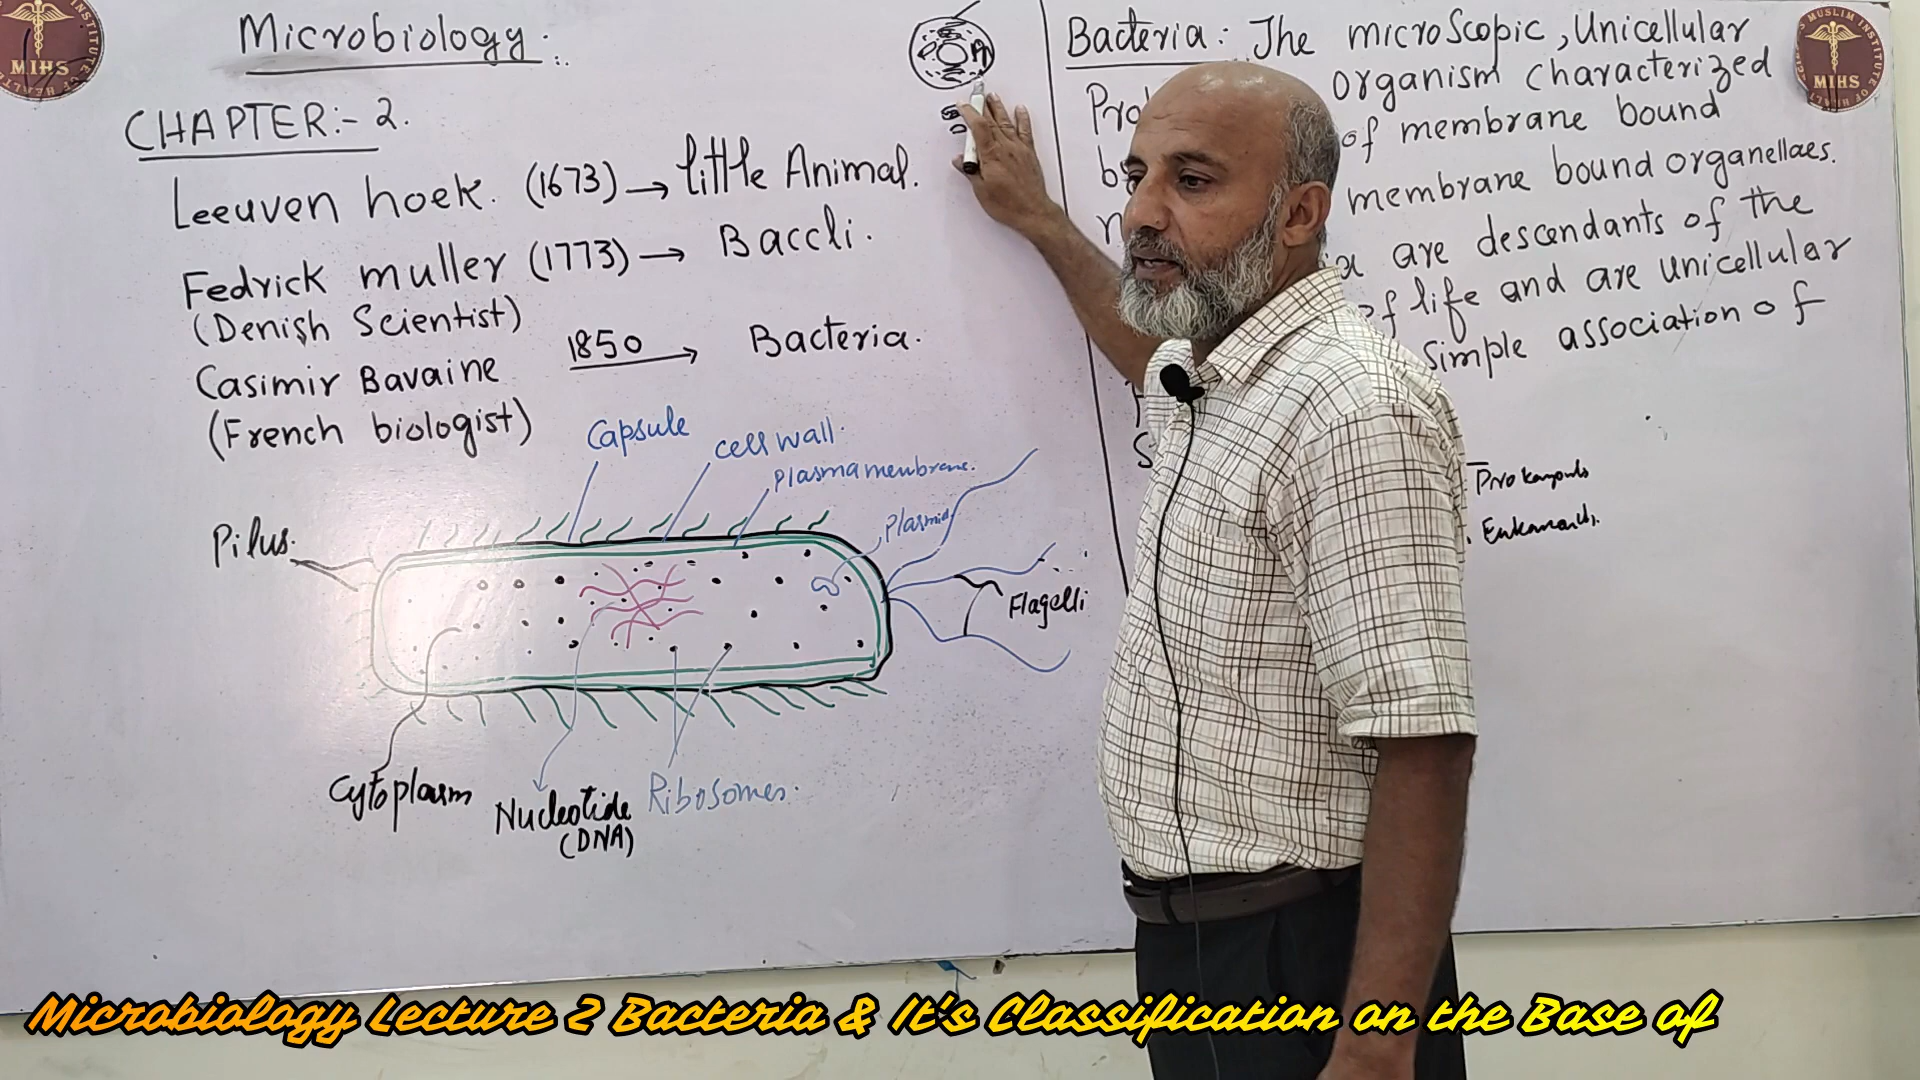 Microbiology:
CHAPTER:- 2.
Leeuven hoek. (1673) → little Animal.
Fedrick muller (1773) → Baccli.
(Denish Scientist)
Casimir Bavaine 1850 → Bacteria.
(French biologist)
Capsule
cell wall.
plasma menbrane.
plasmid
Pilus.
Flagelli
Cytoplasm
Nucleotide
(DNA)
Ribosomes.
Bacteria: The microscopic, Unicellular
organism characterized
of membrane bound
membrane bound organellaes.
are descendants of the
of life and are unicellular
simple association of
MIHS
MUSLIM INSTITUTE
MIHS
Microbiology Lecture 2 Bacteria & It's Classification on the Base of